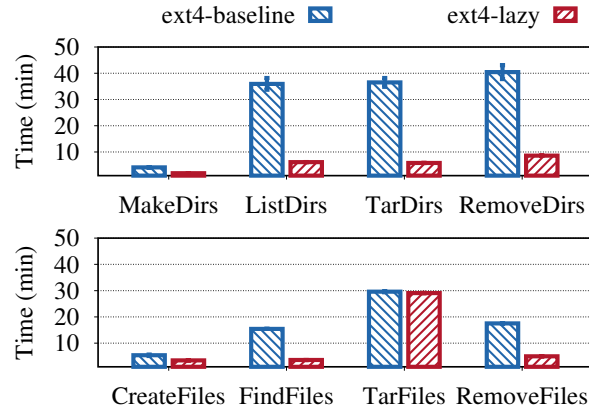 ext4-baseline ext4-lazy
50
40
30
20
10
Time (min)
MakeDirs ListDirs TarDirs RemoveDirs
50
40
30
20
10
Time (min)
CreateFiles FindFiles TarFiles RemoveFiles